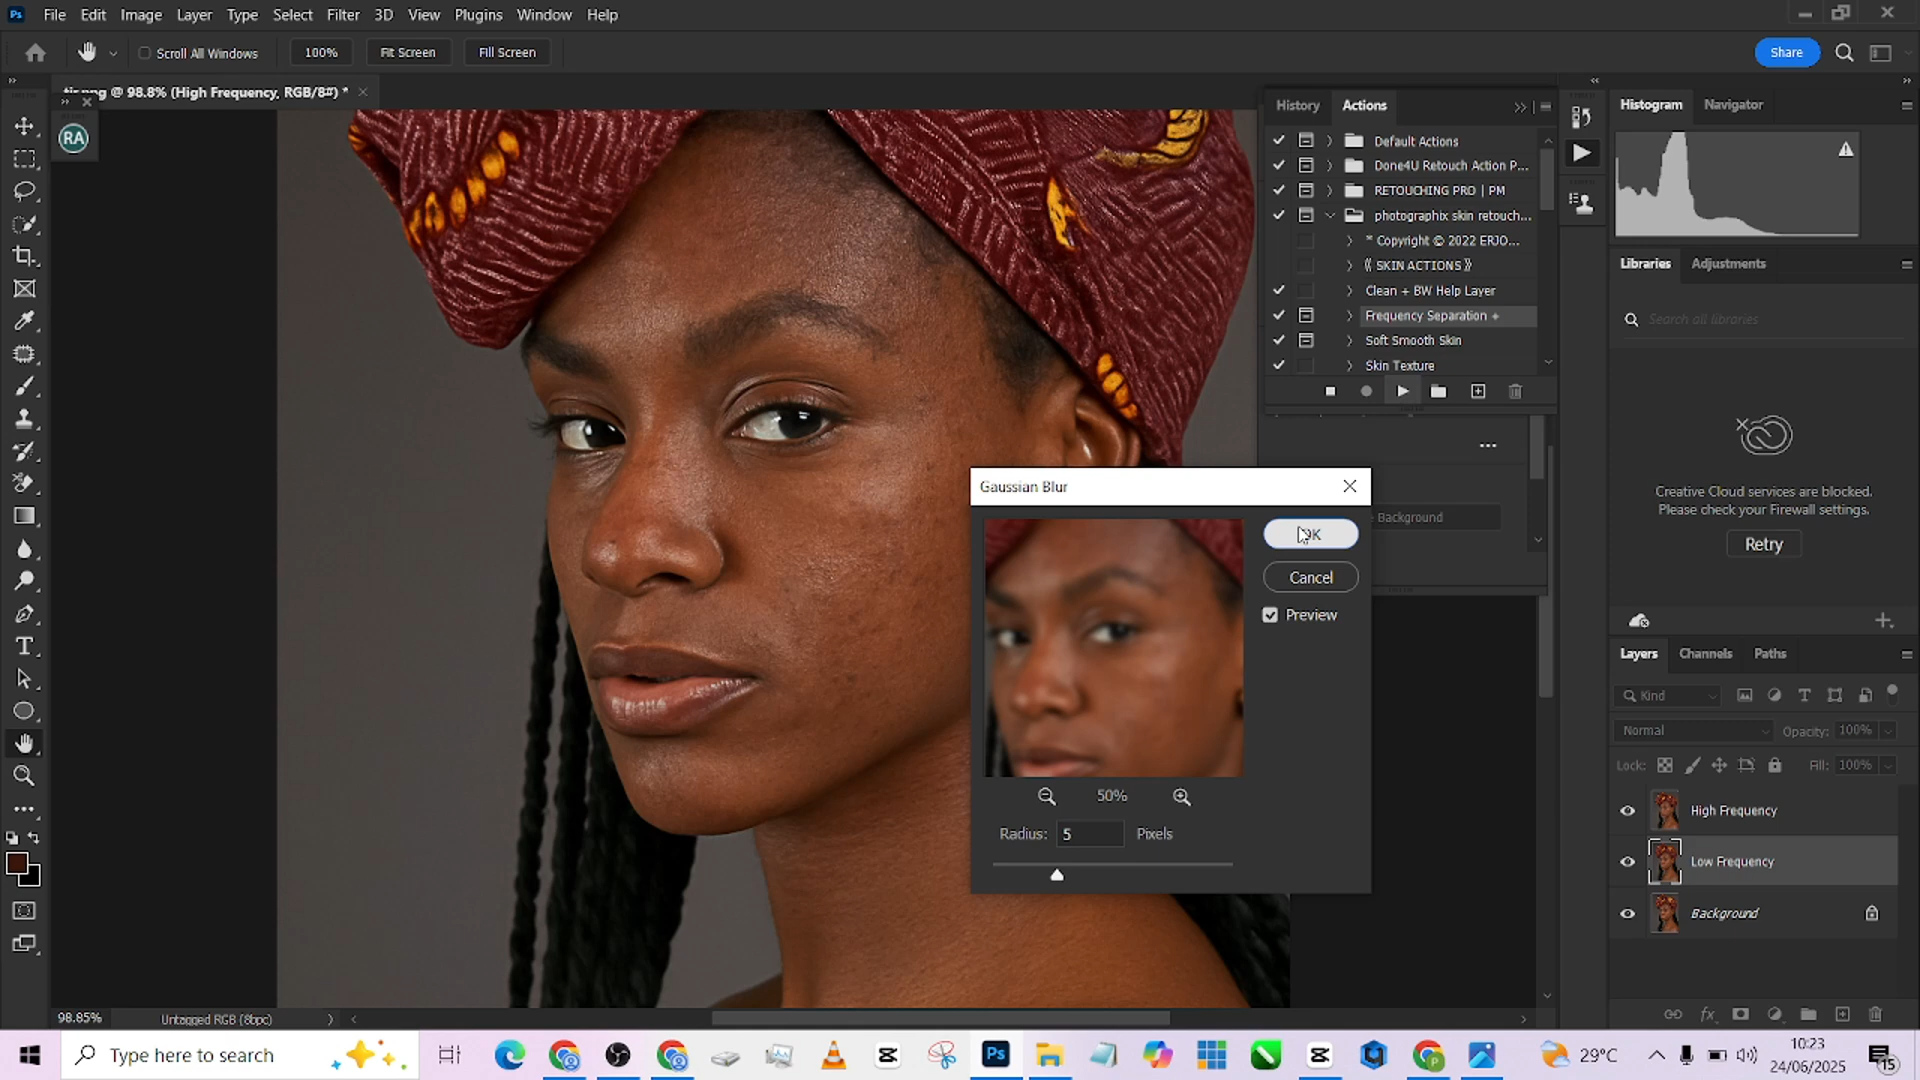 Ps File Edit Image Layer Type Select Filter 3D View Plugins Window Help
Scroll All Windows 100% Fit Screen Fill Screen Share
@ 98.8% (High Frequency, RGB/8#) *
RA
History Actions
Default Actions
Done4U Retouch Action P...
RETOUCHING PRO | PM
photographix skin retouch...
* Copyright © 2022 ERJO...
⟪ SKIN ACTIONS ⟫
Clean + BW Help Layer
Frequency Separation +
Soft Smooth Skin
Skin Texture
Background
Gaussian Blur
OK
Cancel
Preview
50%
Radius: 5 Pixels
Histogram Navigator
Libraries Adjustments
Search all libraries
Creative Cloud services are blocked.
Please check your Firewall settings.
Retry
Layers Channels Paths
Kind
Normal Opacity: 100%
Lock: Fill: 100%
High Frequency
Low Frequency
Background
98.85% Untagged RGB (8bpc)
Type here to search
Ps
29°C
10:23
24/06/2025
15